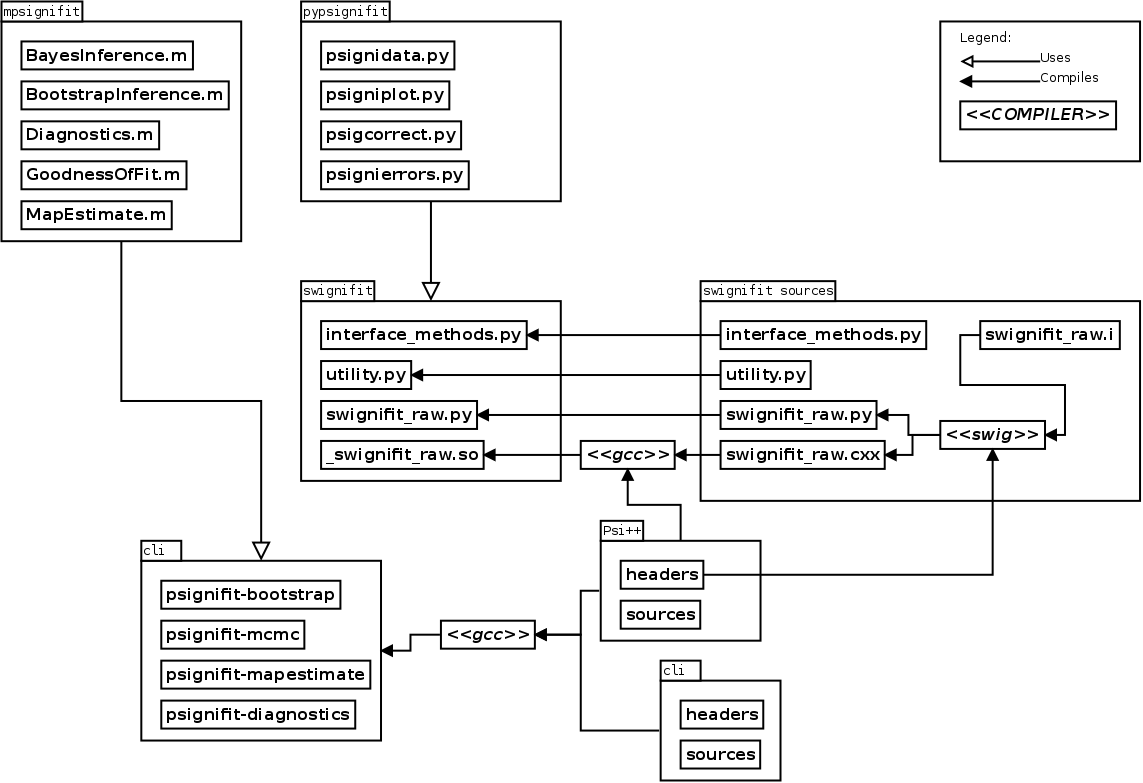 mpsignifit
BayesInference.m
BootstrapInference.m
Diagnostics.m
GoodnessOfFit.m
MapEstimate.m
pypsignifit
psignidata.py
psigniplot.py
psigcorrect.py
psignierrors.py
Legend:
Uses
Compiles
<<COMPILER>>
swignifit
interface_methods.py
utility.py
swignifit_raw.py
_swignifit_raw.so
<<gcc>>
swignifit sources
interface_methods.py
utility.py
swignifit_raw.py
swignifit_raw.cxx
swignifit_raw.i
<<swig>>
Psi++
headers
sources
cli
psignifit-bootstrap
psignifit-mcmc
psignifit-mapestimate
psignifit-diagnostics
<<gcc>>
cli
headers
sources